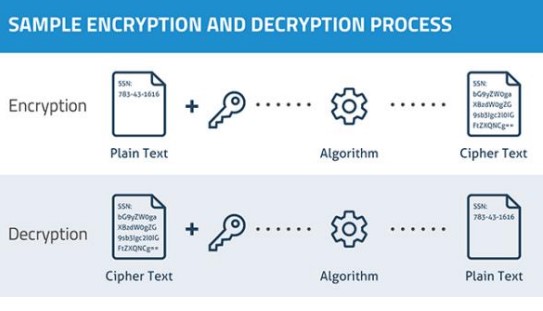 SAMPLE ENCRYPTION AND DECRYPTION PROCESS
Encryption
SSN:
783-43-1616
+
Plain Text
Algorithm
SSN:
bG9yZW0ga
XBzdW0gZG
9sb3Igc2l0IG
FtZXQNCg==
Cipher Text
Decryption
SSN:
bG9yZW0ga
XBzdW0gZG
9sb3Igc2l0IG
FtZXQNCg==
+
Cipher Text
Algorithm
SSN:
783-43-1616
Plain Text